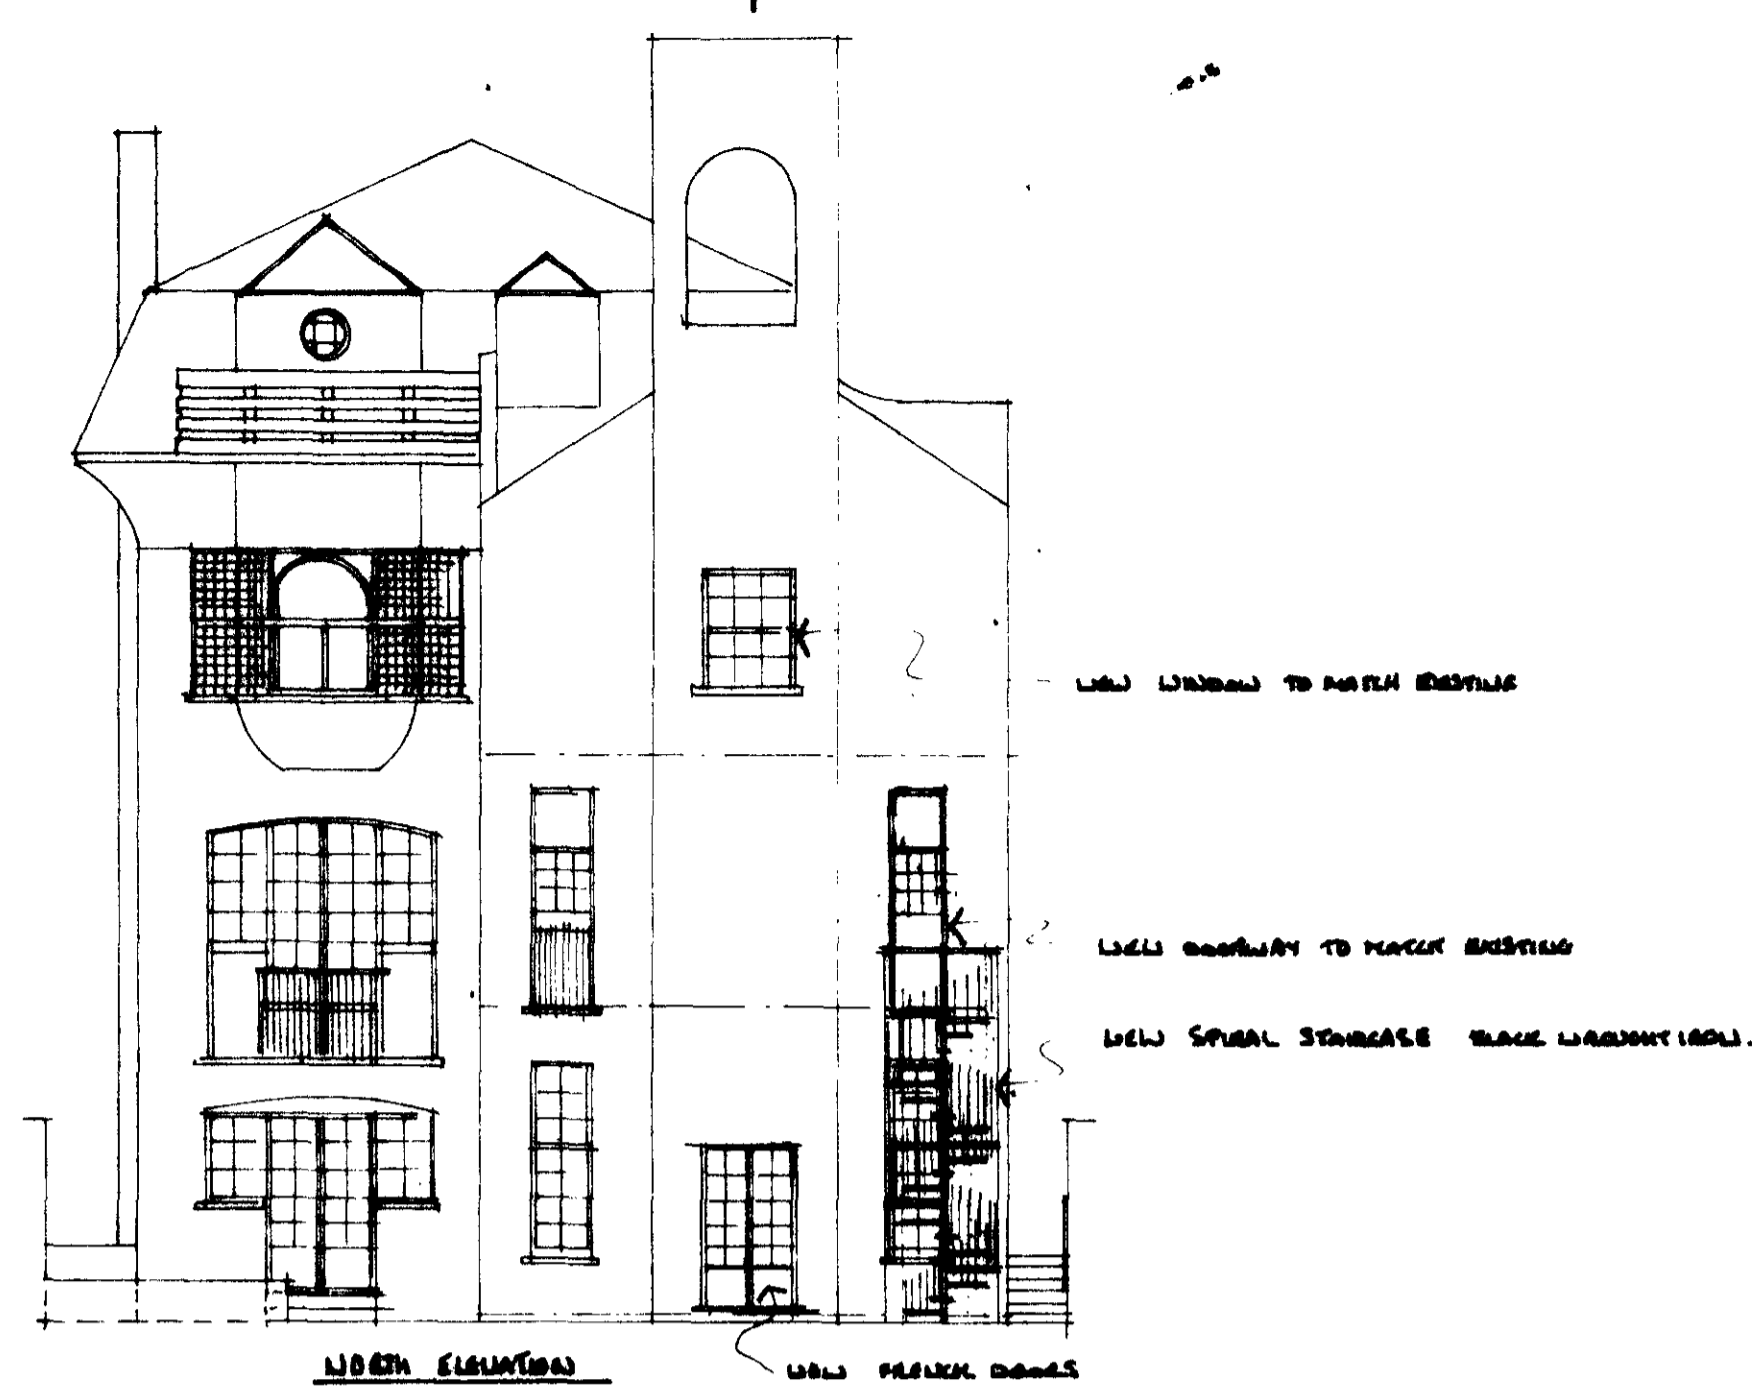 NEW WINDOW TO MATCH EXISTING
NEW DOORWAY TO MATCH EXISTING
NEW SPIRAL STAIRCASE BLACK WROUGHT IRON.
NORTH ELEVATION
NEW FRENCH DOORS